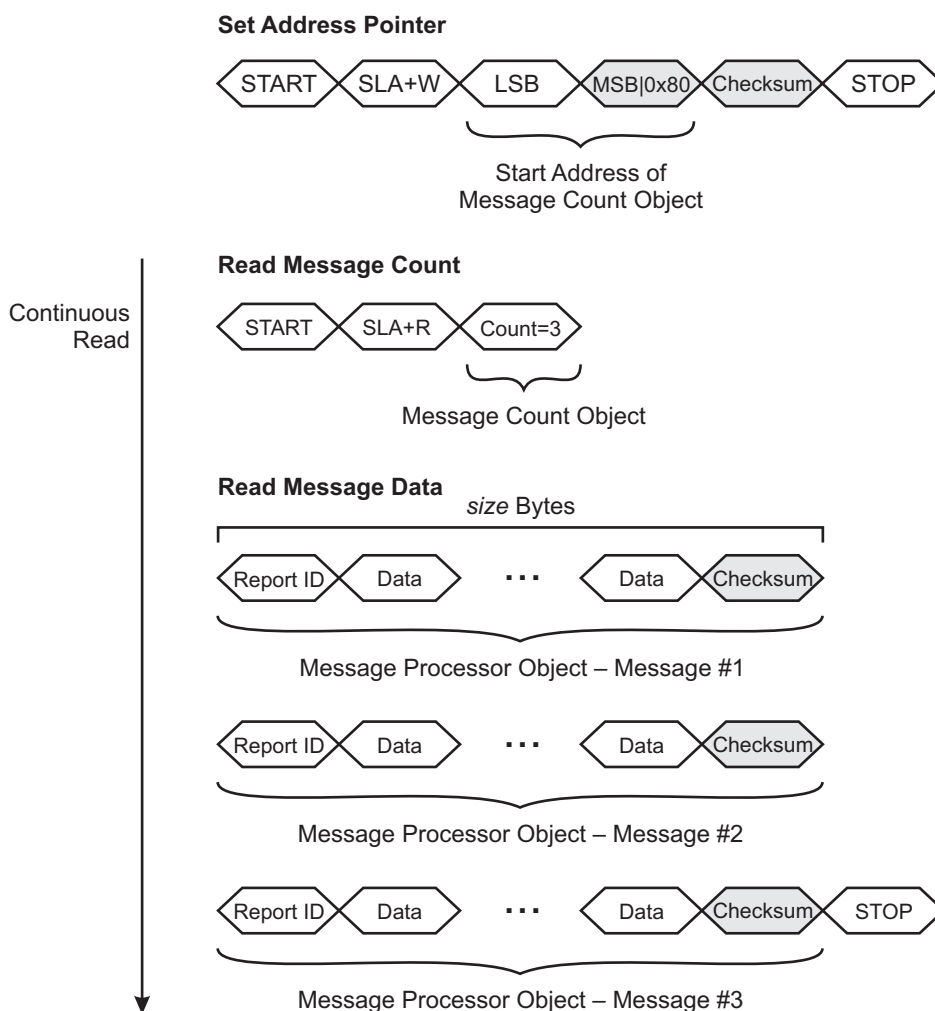 Set Address Pointer
START SLA+W LSB MSB|0x80 Checksum STOP
Start Address of
Message Count Object
Read Message Count
Continuous
Read
START SLA+R Count=3
Message Count Object
Read Message Data
size Bytes
Report ID Data ... Data Checksum
Message Processor Object – Message #1
Report ID Data ... Data Checksum
Message Processor Object – Message #2
Report ID Data ... Data Checksum STOP
Message Processor Object – Message #3